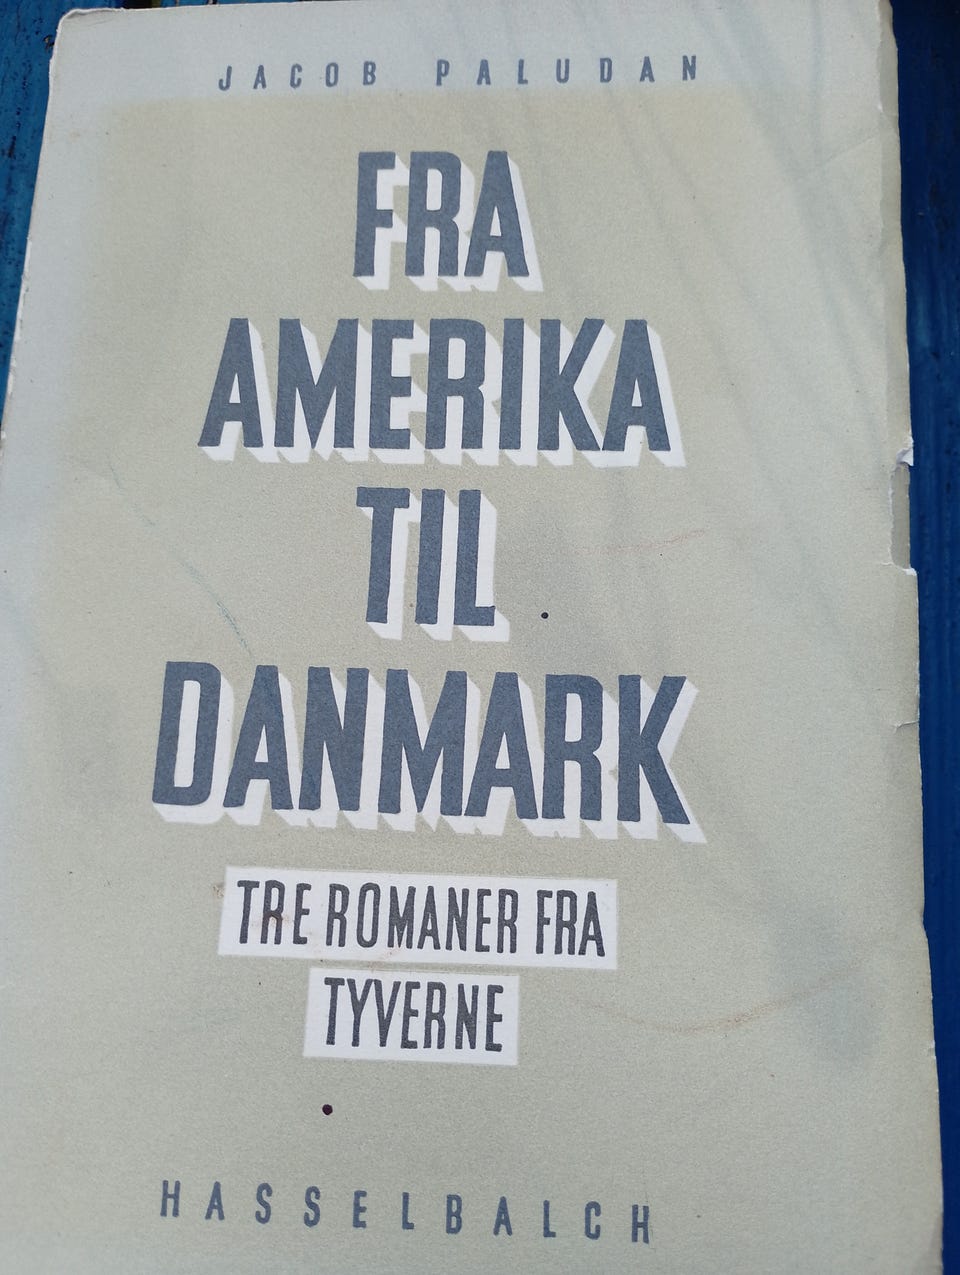 JACOB PALUDAN
FRA
AMERIKA
TIL
DANMARK
TRE ROMANER FRA
TYVERNE
HASSELBALCH